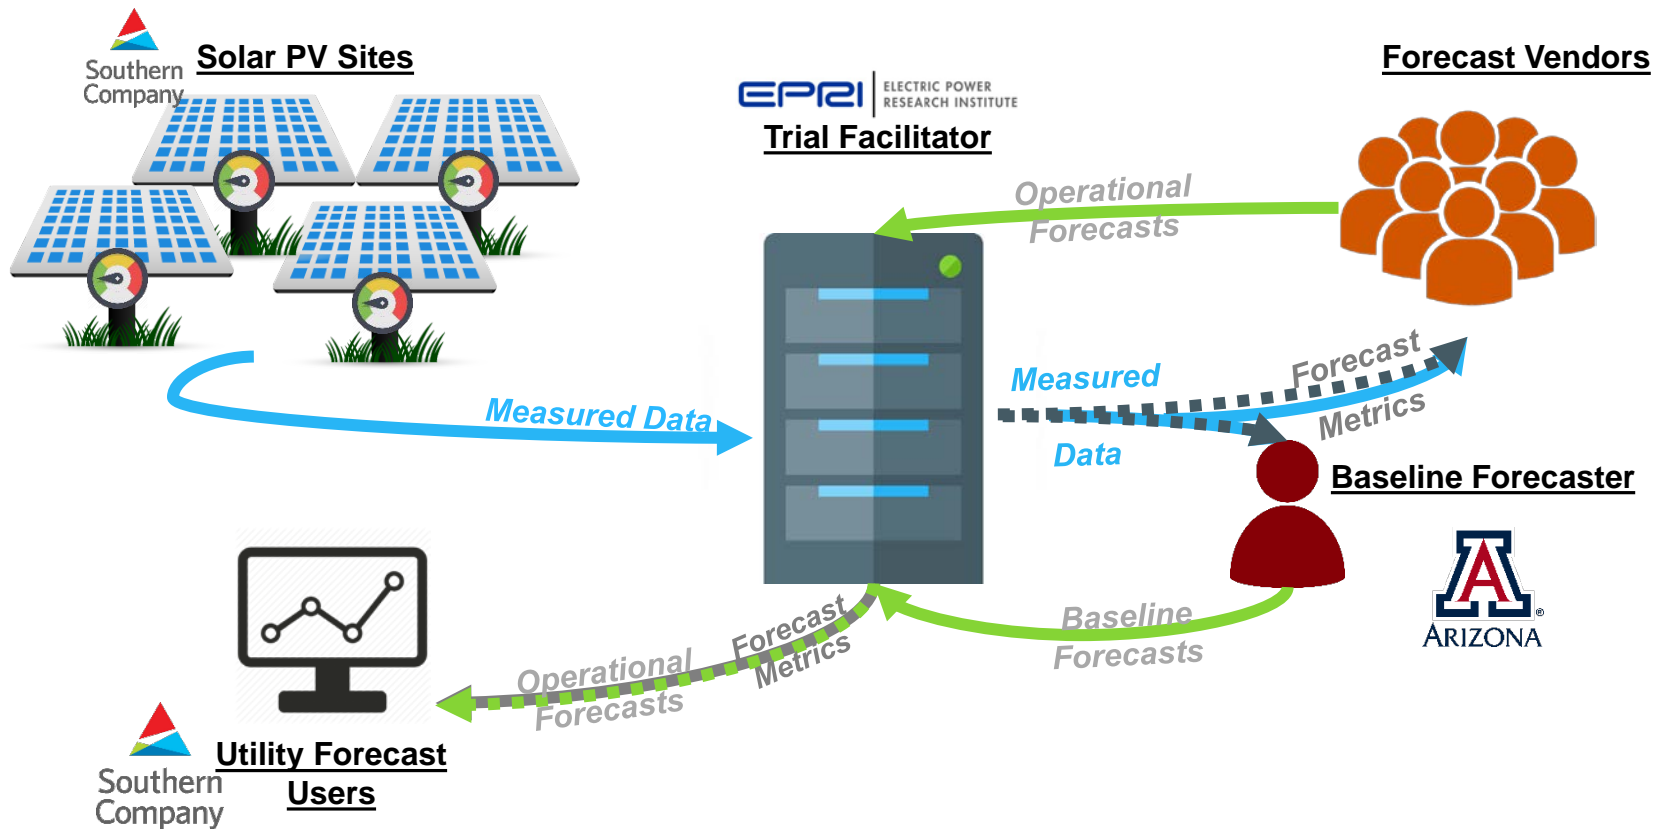 Southern
Company
Solar PV Sites
EPRI
ELECTRIC POWER
RESEARCH INSTITUTE
Trial Facilitator
Forecast Vendors
Operational
Forecasts
Measured Data
Measured
Data
Forecast
Metrics
Baseline Forecaster
A
ARIZONA
®
Baseline
Forecasts
Forecast
Metrics
Operational
Forecasts
Southern
Company
Utility Forecast
Users